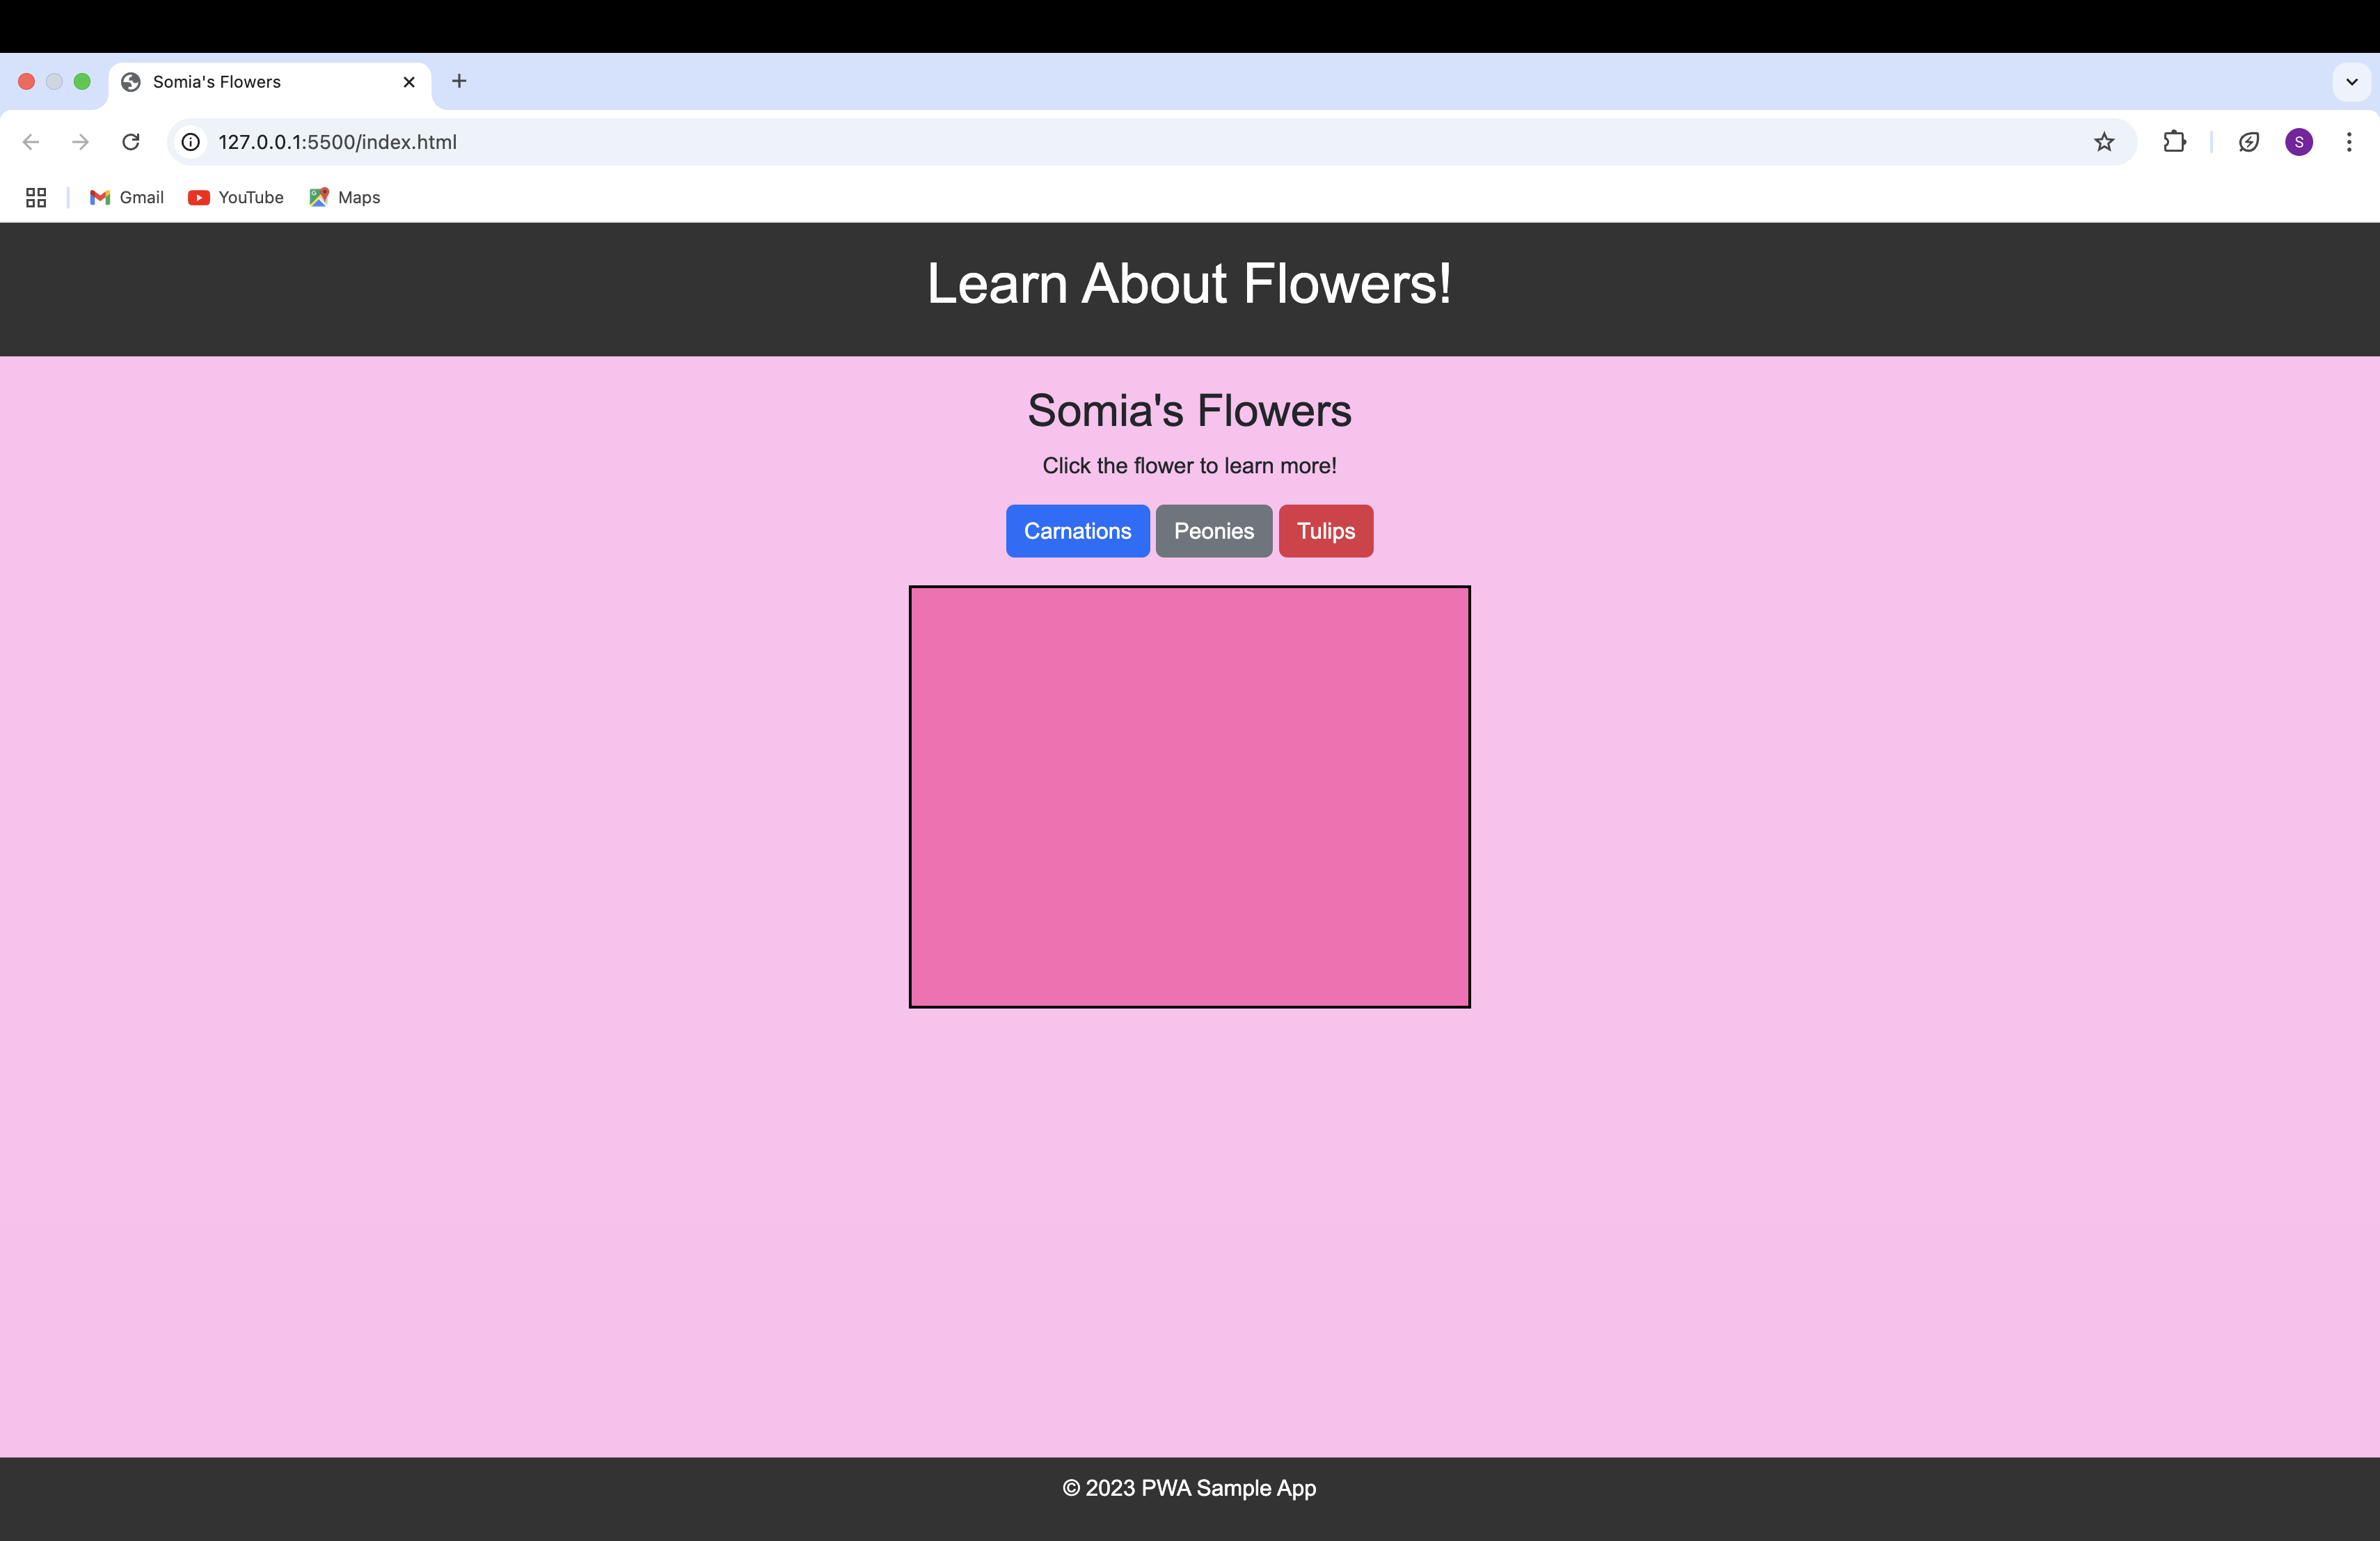 Somia's Flowers
127.0.0.1:5500/index.html
S
Gmail YouTube Maps
Learn About Flowers!
Somia's Flowers
Click the flower to learn more!
Carnations Peonies Tulips
© 2023 PWA Sample App